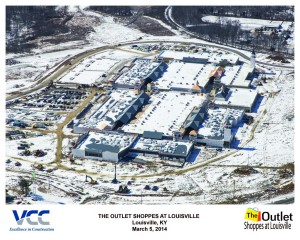 THE OUTLET SHOPPES AT LOUISVILLE
Louisville, KY
March 5, 2014
VCC
Excellence in Construction
The Outlet
Shoppes at Louisville